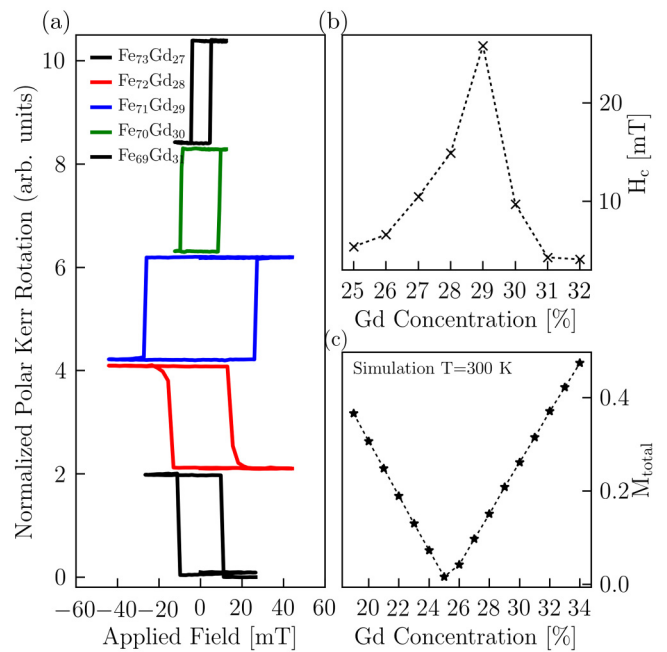 (a)
Normalized Polar Kerr Rotation (arb. units)
10
8
6
4
2
0
Fe₇₃Gd₂₇
Fe₇₂Gd₂₈
Fe₇₁Gd₂₉
Fe₇₀Gd₃₀
Fe₆₉Gd₃
−60−40−20 0 20 40 60
Applied Field [mT]
(b)
20
10
H_c [mT]
25 26 27 28 29 30 31 32
Gd Concentration [%]
(c)
Simulation T=300 K
0.4
0.2
0.0
M_total
20 22 24 26 28 30 32 34
Gd Concentration [%]